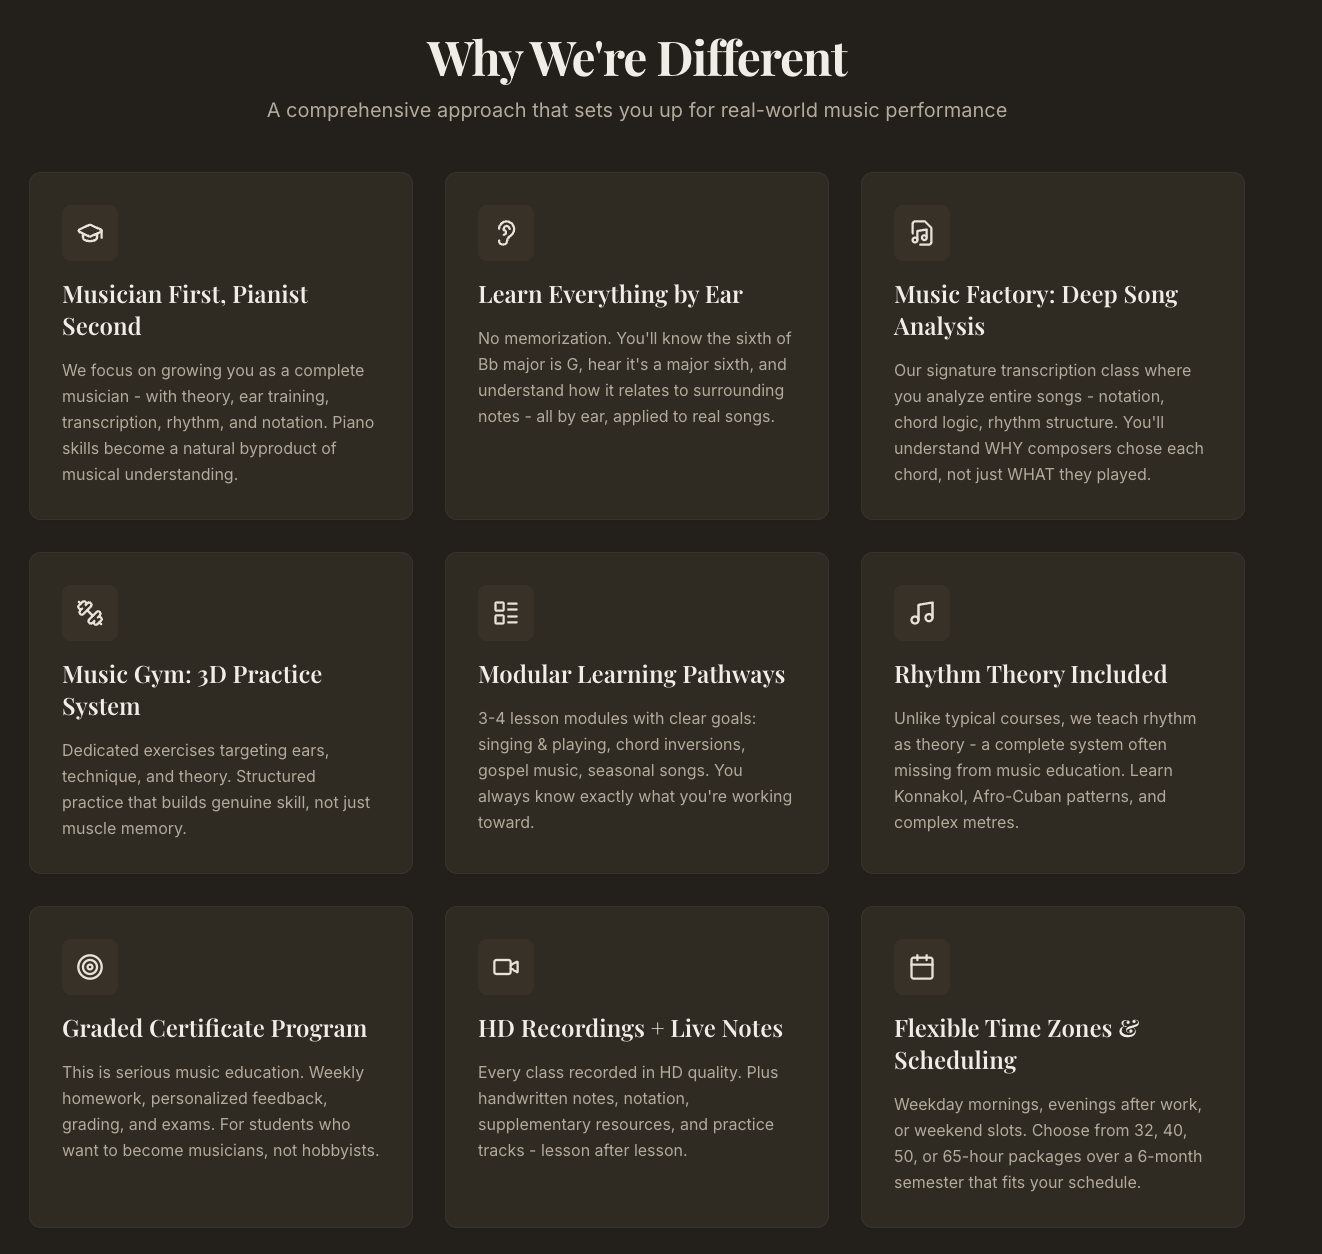 Why We're Different
A comprehensive approach that sets you up for real-world music performance
Musician First, Pianist
Second
We focus on growing you as a complete
musician - with theory, ear training,
transcription, rhythm, and notation. Piano
skills become a natural byproduct of
musical understanding.
Learn Everything by Ear
No memorization. You'll know the sixth of
Bb major is G, hear it's a major sixth, and
understand how it relates to surrounding
notes - all by ear, applied to real songs.
Music Factory: Deep Song
Analysis
Our signature transcription class where
you analyze entire songs - notation,
chord logic, rhythm structure. You'll
understand WHY composers chose each
chord, not just WHAT they played.
Music Gym: 3D Practice
System
Dedicated exercises targeting ears,
technique, and theory. Structured
practice that builds genuine skill, not just
muscle memory.
Modular Learning Pathways
3-4 lesson modules with clear goals:
singing & playing, chord inversions,
gospel music, seasonal songs. You
always know exactly what you're working
toward.
Rhythm Theory Included
Unlike typical courses, we teach rhythm
as theory - a complete system often
missing from music education. Learn
Konnakol, Afro-Cuban patterns, and
complex metres.
Graded Certificate Program
This is serious music education. Weekly
homework, personalized feedback,
grading, and exams. For students who
want to become musicians, not hobbyists.
HD Recordings + Live Notes
Every class recorded in HD quality. Plus
handwritten notes, notation,
supplementary resources, and practice
tracks - lesson after lesson.
Flexible Time Zones &
Scheduling
Weekday mornings, evenings after work,
or weekend slots. Choose from 32, 40,
50, or 65-hour packages over a 6-month
semester that fits your schedule.